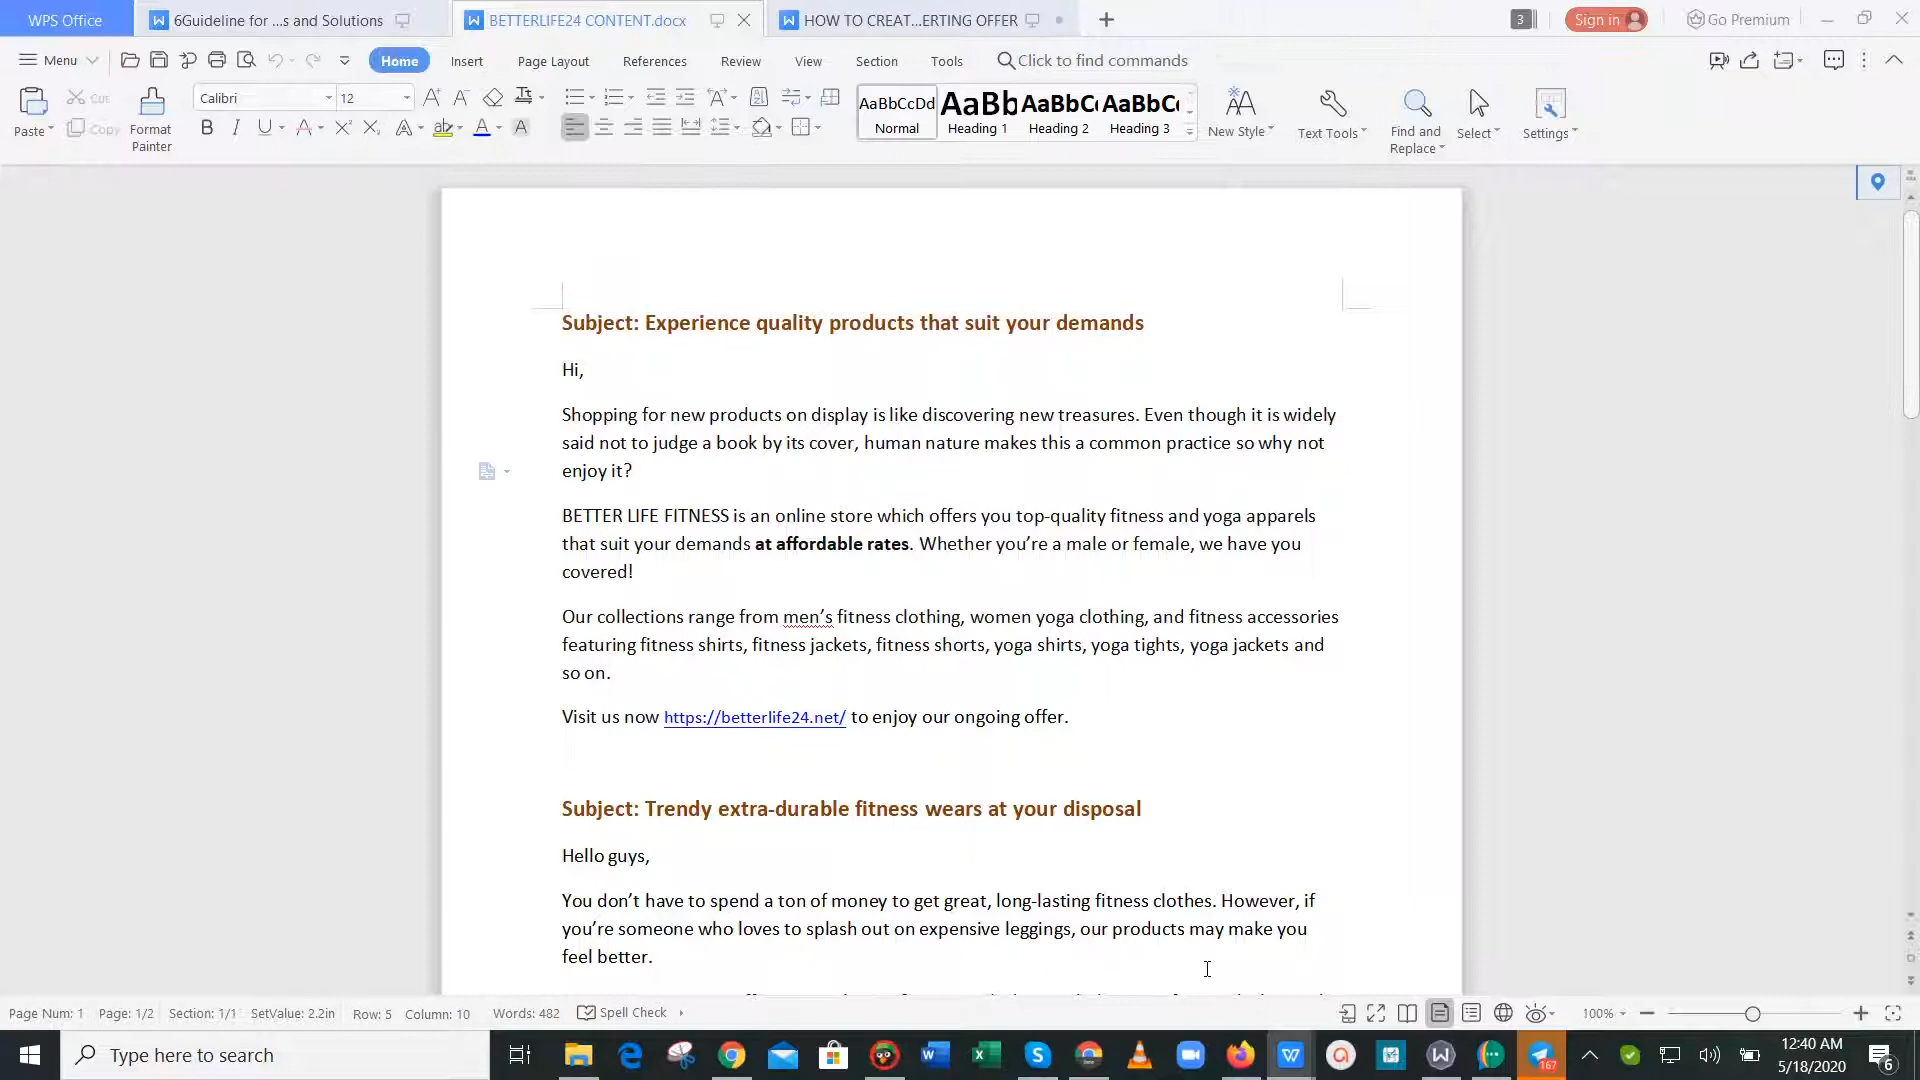 WPS Office
6Guideline for ...s and Solutions
BETTERLIFE24 CONTENT.docx
HOW TO CREAT...ERTING OFFER
3
Sign in
Go Premium
Menu
Home
Insert
Page Layout
References
Review
View
Section
Tools
Click to find commands
Paste
Cut
Copy
Format
Painter
Calibri
12
AaBbCcDd
Normal
AaBb
Heading 1
AaBbC
Heading 2
AaBbC
Heading 3
New Style
Text Tools
Find and
Replace
Select
Settings
Subject: Experience quality products that suit your demands
Hi,
Shopping for new products on display is like discovering new treasures. Even though it is widely
said not to judge a book by its cover, human nature makes this a common practice so why not
enjoy it?
BETTER LIFE FITNESS is an online store which offers you top-quality fitness and yoga apparels
that suit your demands at affordable rates. Whether you’re a male or female, we have you
covered!
Our collections range from men’s fitness clothing, women yoga clothing, and fitness accessories
featuring fitness shirts, fitness jackets, fitness shorts, yoga shirts, yoga tights, yoga jackets and
so on.
Visit us now https://betterlife24.net/ to enjoy our ongoing offer.
Subject: Trendy extra-durable fitness wears at your disposal
Hello guys,
You don’t have to spend a ton of money to get great, long-lasting fitness clothes. However, if
you’re someone who loves to splash out on expensive leggings, our products may make you
feel better.
Page Num: 1 Page: 1/2 Section: 1/1 SetValue: 2.2in Row: 5 Column: 10 Words: 482 Spell Check 100%
Type here to search
167
12:40 AM
5/18/2020
6